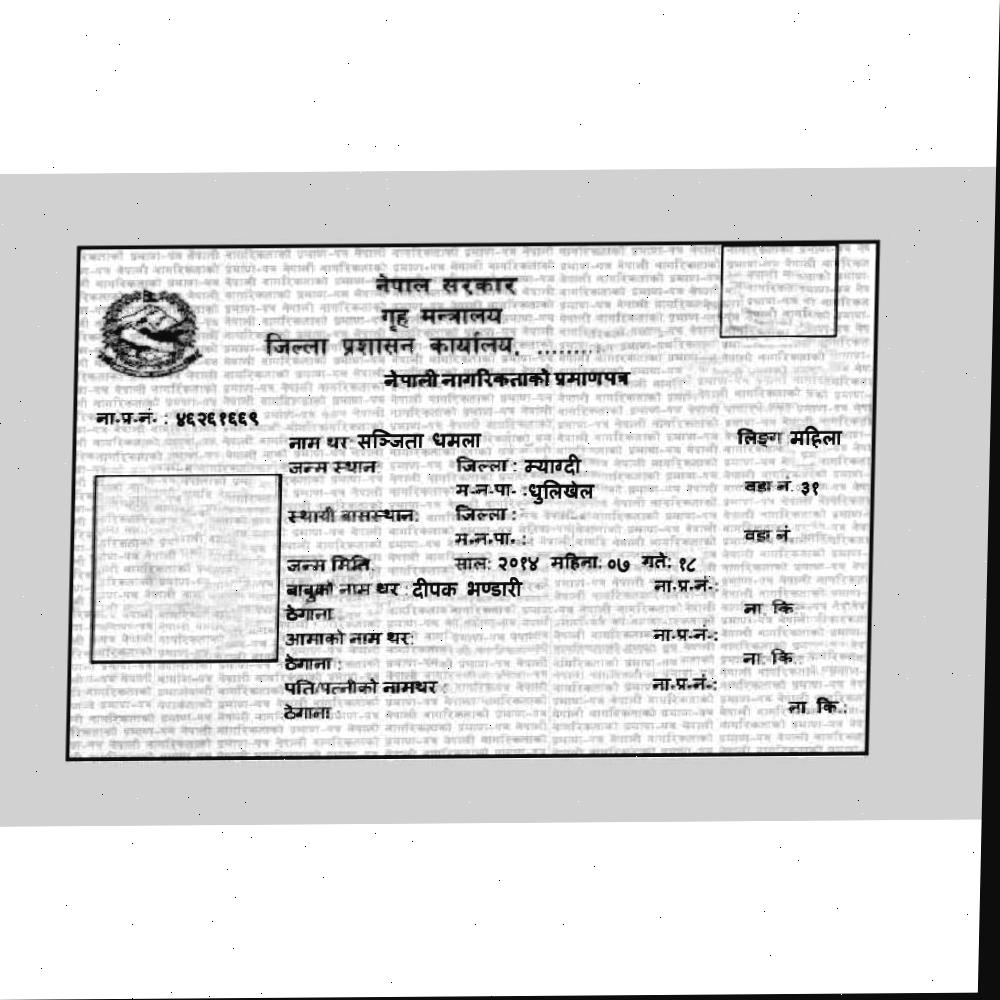 नेपाल सरकार
गृह मन्त्रालय
जिल्ला प्रशासन कार्यालय, ........
नेपाली नागरिकताको प्रमाणपत्र
ना.प्र.नं. : ४६२६१६६९
नाम थर: सञ्जिता धमला लिङ्ग महिला
जन्म स्थान: जिल्ला : म्याग्दी
म.न.पा. : धुलिखेल वडा नं. ३१
स्थायी बासस्थान: जिल्ला :
म.न.पा. : वडा नं.
जन्म मिति: साल: २०१४ महिना: ०७ गते: १८
बाबुको नाम थर : दीपक भण्डारी ना.प्र.नं.:
ठेगाना ना. कि.
आमाको नाम थर: ना.प्र.नं.:
ठेगाना : ना. कि.
पति/पत्नीको नामथर : ना.प्र.नं.:
ठेगाना ना. कि.: